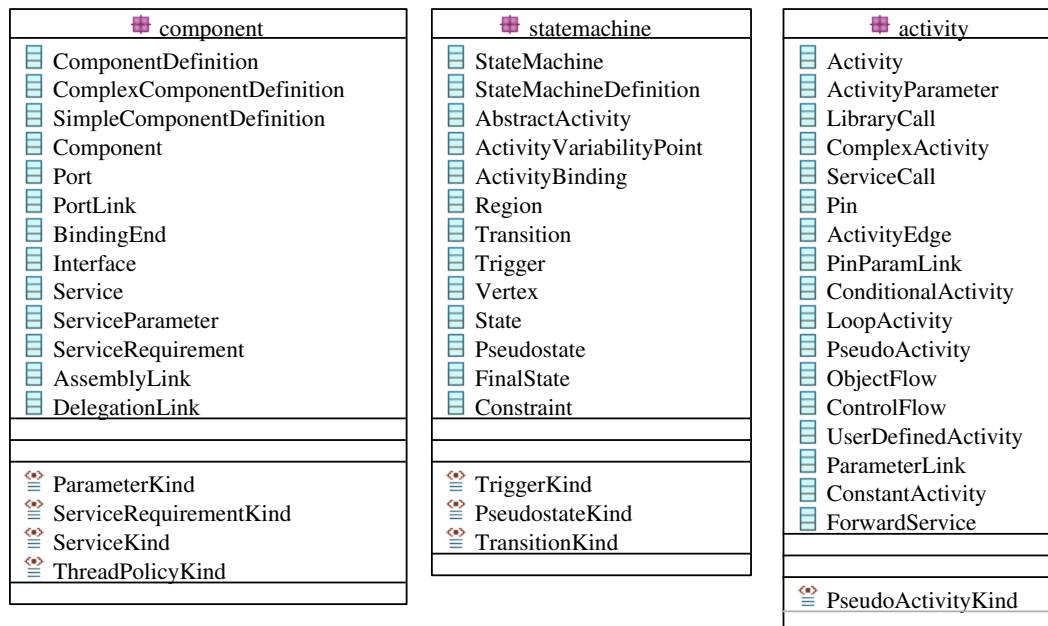 component
ComponentDefinition
ComplexComponentDefinition
SimpleComponentDefinition
Component
Port
PortLink
BindingEnd
Interface
Service
ServiceParameter
ServiceRequirement
AssemblyLink
DelegationLink
ParameterKind
ServiceRequirementKind
ServiceKind
ThreadPolicyKind
statemachine
StateMachine
StateMachineDefinition
AbstractActivity
ActivityVariabilityPoint
ActivityBinding
Region
Transition
Trigger
Vertex
State
Pseudostate
FinalState
Constraint
TriggerKind
PseudostateKind
TransitionKind
activity
Activity
ActivityParameter
LibraryCall
ComplexActivity
ServiceCall
Pin
ActivityEdge
PinParamLink
ConditionalActivity
LoopActivity
PseudoActivity
ObjectFlow
ControlFlow
UserDefinedActivity
ParameterLink
ConstantActivity
ForwardService
PseudoActivityKind